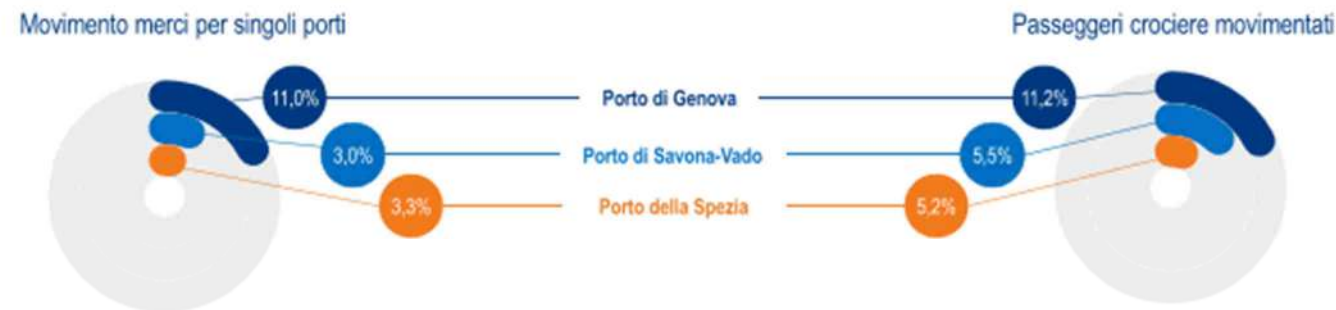 Movimento merci per singoli porti
Passeggeri crociere movimentati
11,0% Porto di Genova 11,2%
3,0% Porto di Savona-Vado 5,5%
3,3% Porto della Spezia 5,2%